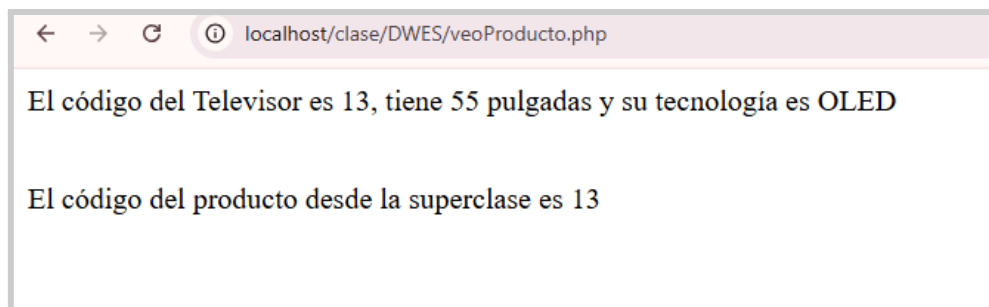 localhost/clase/DWES/veoProducto.php
El código del Televisor es 13, tiene 55 pulgadas y su tecnología es OLED
El código del producto desde la superclase es 13